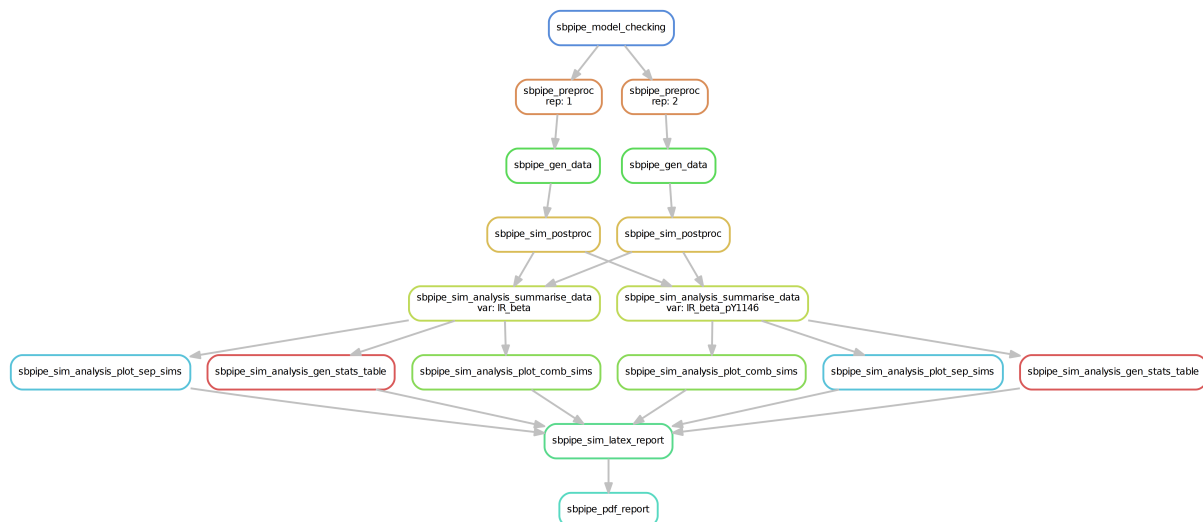 sbpipe_model_checking
sbpipe_preproc
rep: 1
sbpipe_preproc
rep: 2
sbpipe_gen_data
sbpipe_gen_data
sbpipe_sim_postproc
sbpipe_sim_postproc
sbpipe_sim_analysis_summarise_data
var: IR_beta
sbpipe_sim_analysis_summarise_data
var: IR_beta_pY1146
sbpipe_sim_analysis_plot_sep_sims
sbpipe_sim_analysis_gen_stats_table
sbpipe_sim_analysis_plot_comb_sims
sbpipe_sim_analysis_plot_comb_sims
sbpipe_sim_analysis_plot_sep_sims
sbpipe_sim_analysis_gen_stats_table
sbpipe_sim_latex_report
sbpipe_pdf_report